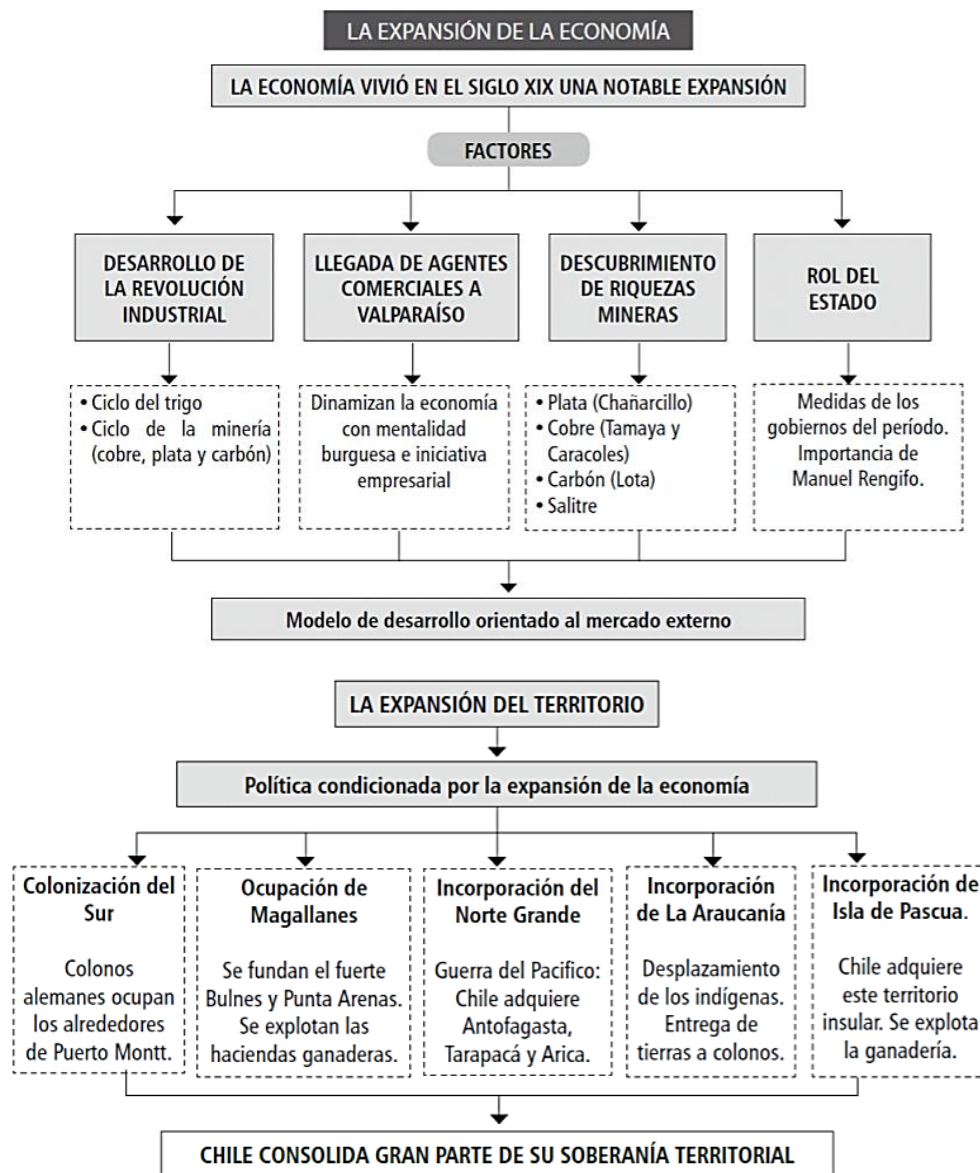 LA EXPANSIÓN DE LA ECONOMÍA
LA ECONOMÍA VIVIÓ EN EL SIGLO XIX UNA NOTABLE EXPANSIÓN
FACTORES
DESARROLLO DE
LA REVOLUCIÓN
INDUSTRIAL
LLEGADA DE AGENTES
COMERCIALES A
VALPARAÍSO
DESCUBRIMIENTO
DE RIQUEZAS
MINERAS
ROL DEL
ESTADO
• Ciclo del trigo
• Ciclo de la minería
(cobre, plata y carbón)
Dinamizan la economía
con mentalidad
burguesa e iniciativa
empresarial
• Plata (Chañarcillo)
• Cobre (Tamaya y
Caracoles)
• Carbón (Lota)
• Salitre
Medidas de los
gobiernos del período.
Importancia de
Manuel Rengifo.
Modelo de desarrollo orientado al mercado externo
LA EXPANSIÓN DEL TERRITORIO
Política condicionada por la expansión de la economía
Colonización del
Sur
Colonos
alemanes ocupan
los alrededores
de Puerto Montt.
Ocupación de
Magallanes
Se fundan el fuerte
Bulnes y Punta Arenas.
Se explotan las
haciendas ganaderas.
Incorporación del
Norte Grande
Guerra del Pacifico:
Chile adquiere
Antofagasta,
Tarapacá y Arica.
Incorporación
de La Araucanía
Desplazamiento
de los indígenas.
Entrega de
tierras a colonos.
Incorporación de
Isla de Pascua.
Chile adquiere
este territorio
insular. Se explota
la ganadería.
CHILE CONSOLIDA GRAN PARTE DE SU SOBERANÍA TERRITORIAL